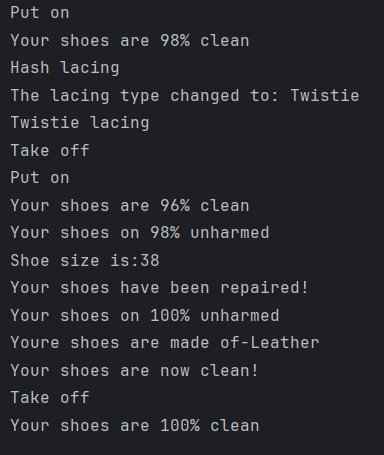 Put on
Your shoes are 98% clean
Hash lacing
The lacing type changed to: Twistie
Twistie lacing
Take off
Put on
Your shoes are 96% clean
Your shoes on 98% unharmed
Shoe size is:38
Your shoes have been repaired!
Your shoes on 100% unharmed
Youre shoes are made of-Leather
Your shoes are now clean!
Take off
Your shoes are 100% clean